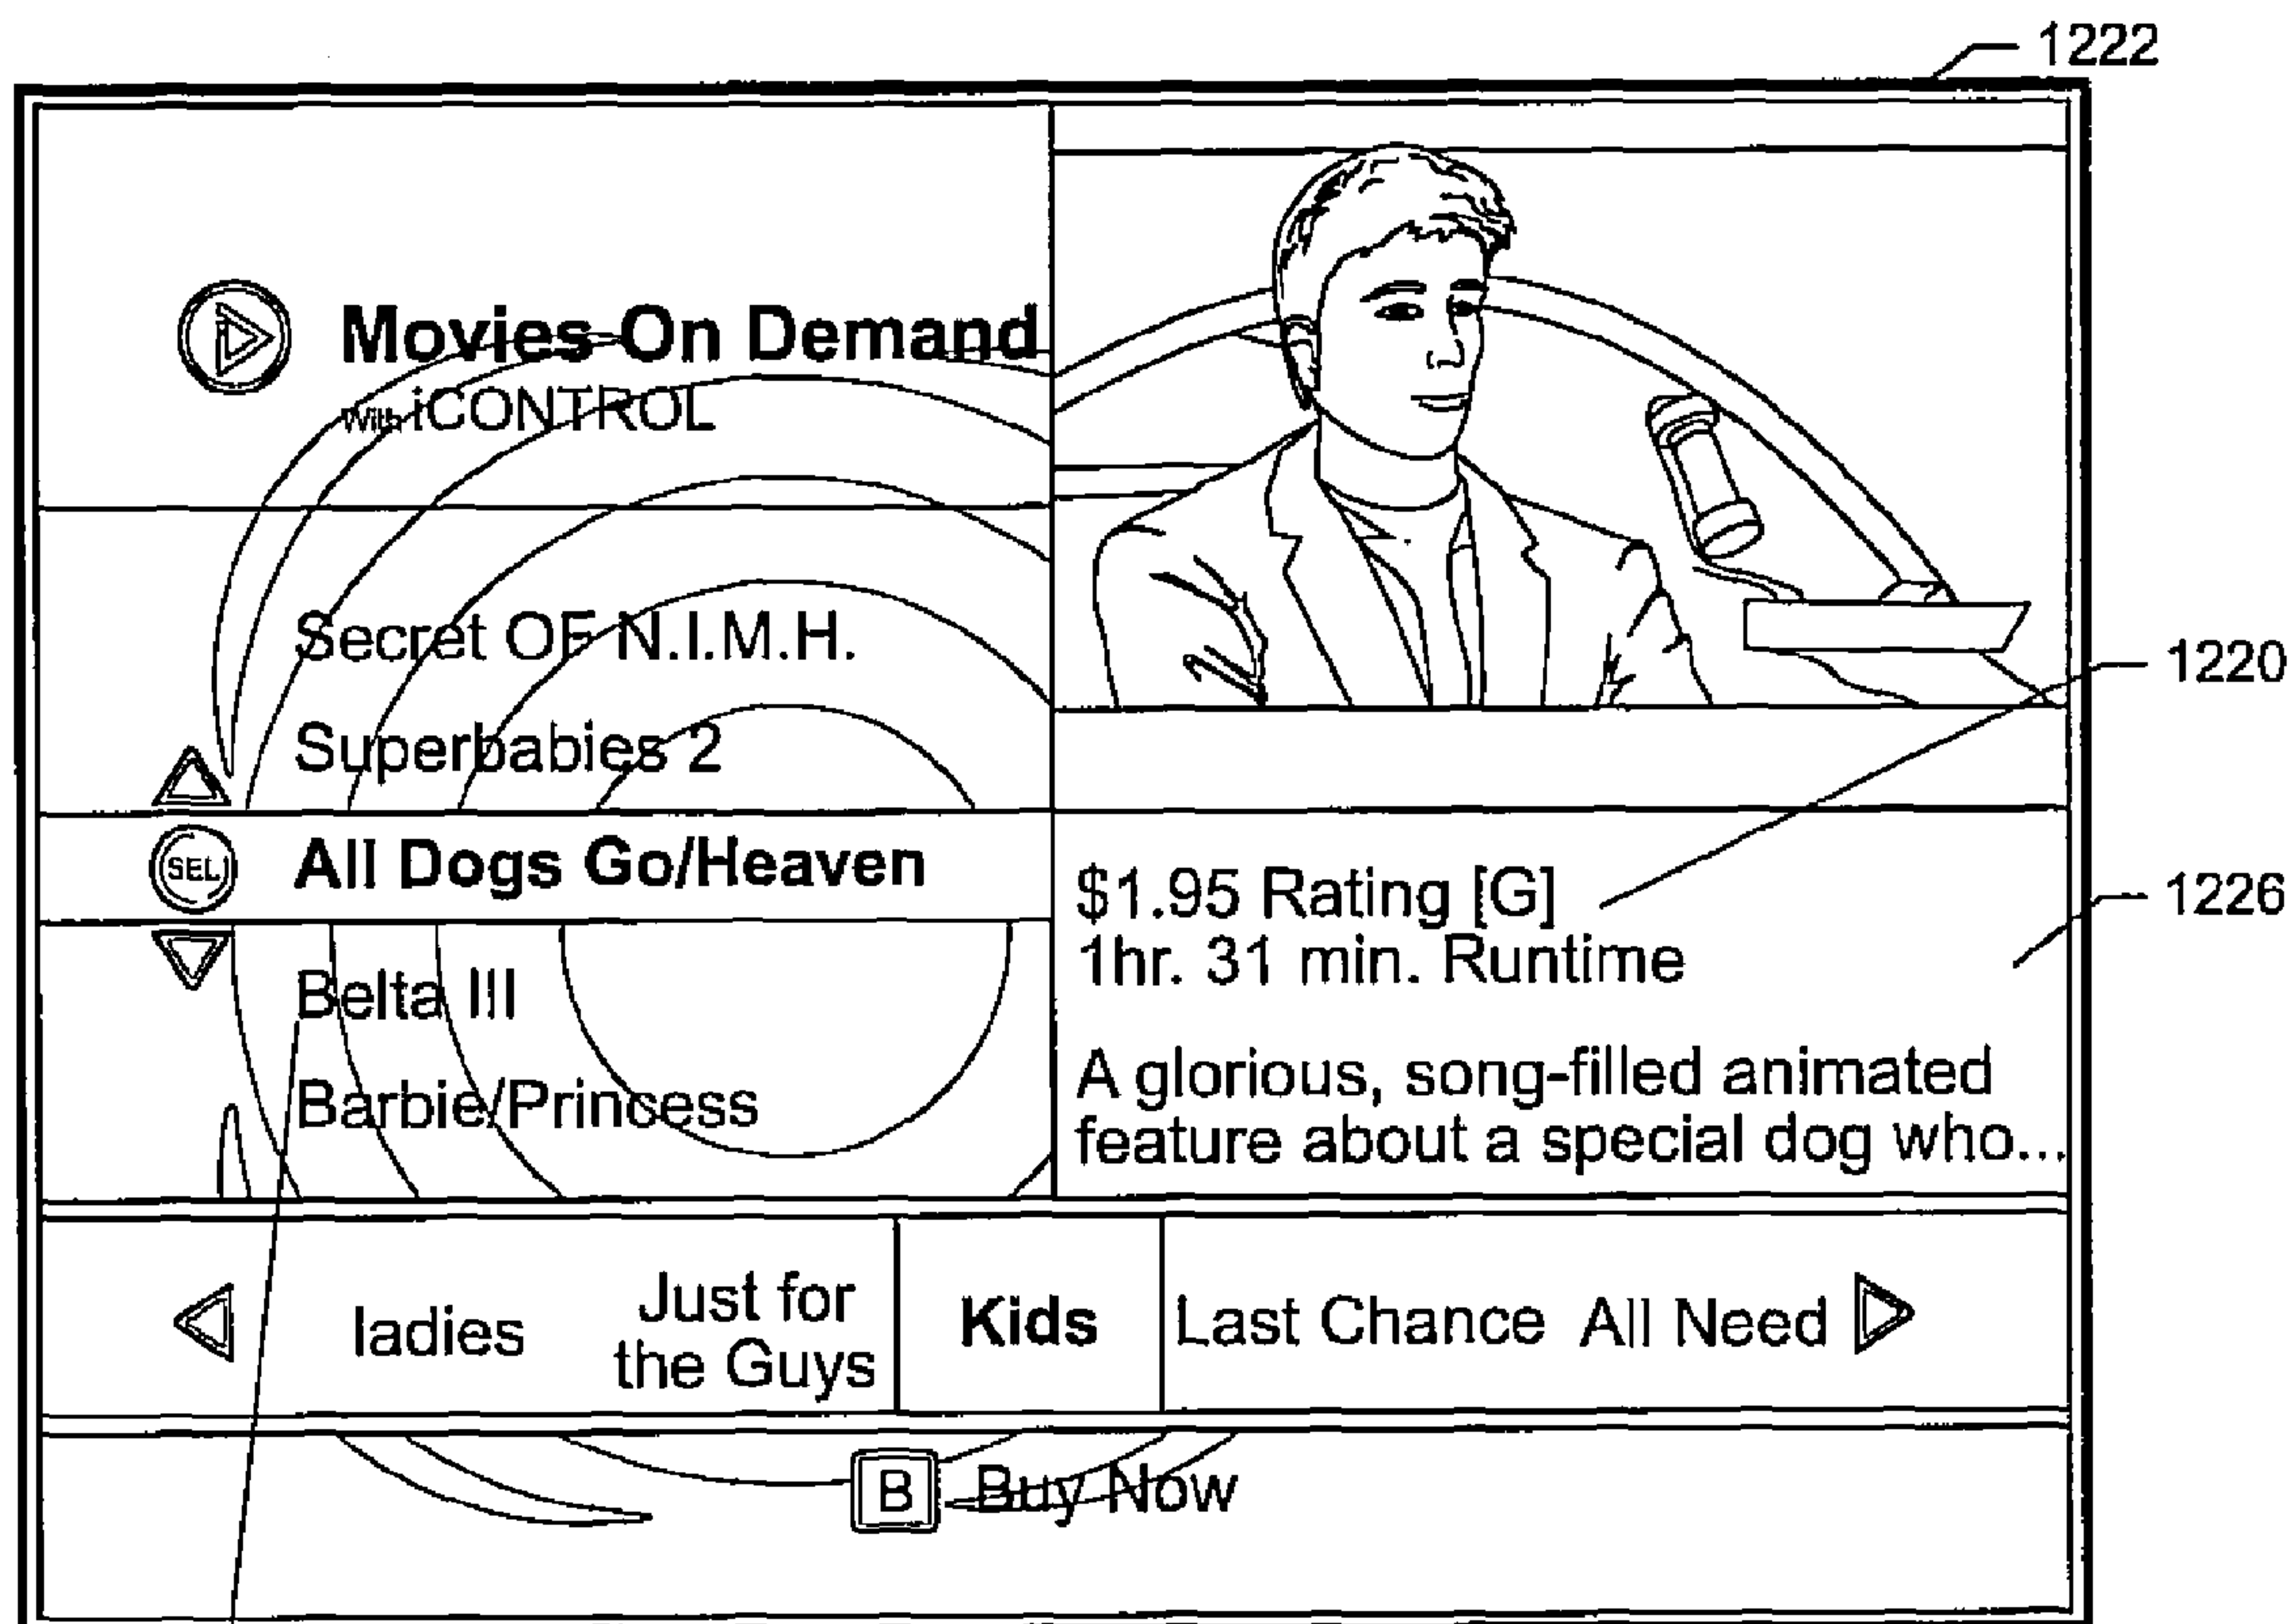 1222
Movies On Demand
With iCONTROL
Secret OF N.I.M.H.
1220
Superbabies 2
SEL All Dogs Go/Heaven
$1.95 Rating [G]
1226
1hr. 31 min. Runtime
Belta III
Barbie/Princess
A glorious, song-filled animated
feature about a special dog who...
ladies
Just for
the Guys
Kids
Last Chance
All Need
B Buy Now